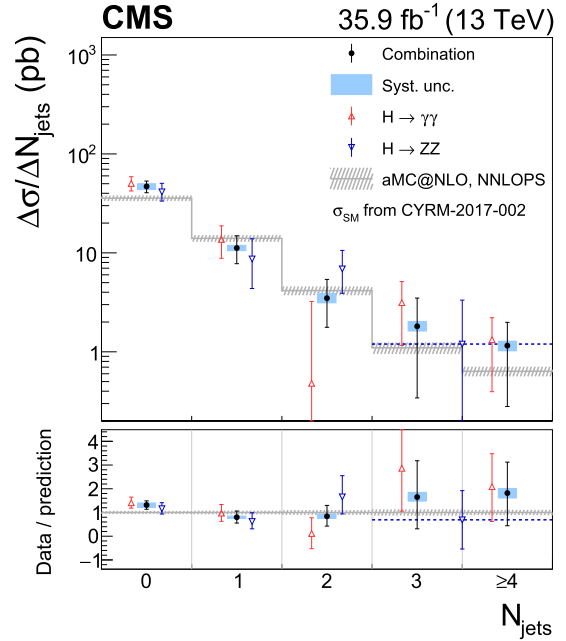 CMS 35.9 fb⁻¹ (13 TeV)
Δσ/ΔN_jets (pb)
10³
10²
10
1
Combination
Syst. unc.
H → γγ
H → ZZ
aMC@NLO, NNLOPS
σ_SM from CYRM-2017-002
Data / prediction
4
3
2
1
0
−1
0 1 2 3 ≥4
N_jets